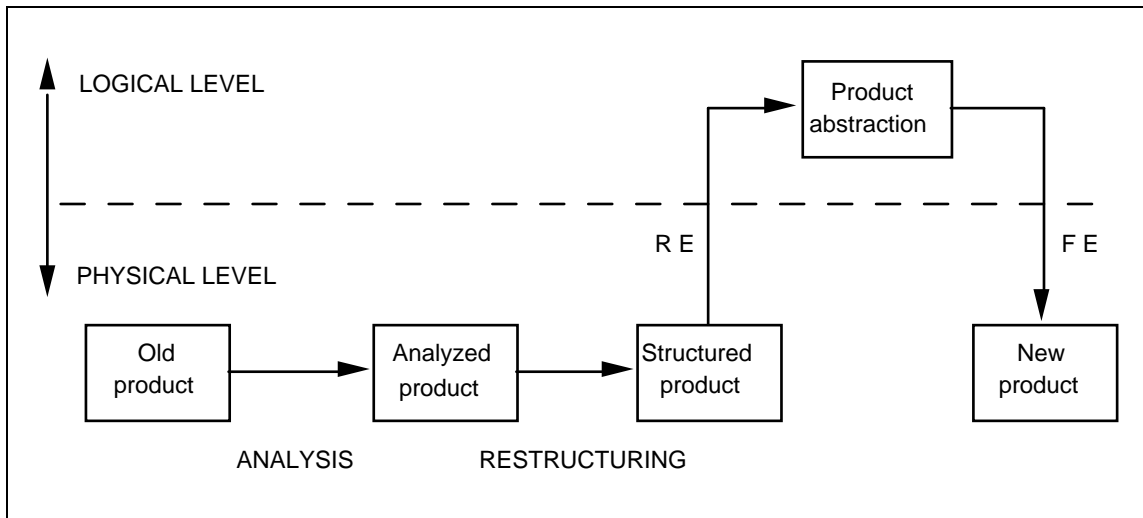 LOGICAL LEVEL
Product
abstraction
R E
F E
PHYSICAL LEVEL
Old
product
Analyzed
product
Structured
product
New
product
ANALYSIS
RESTRUCTURING